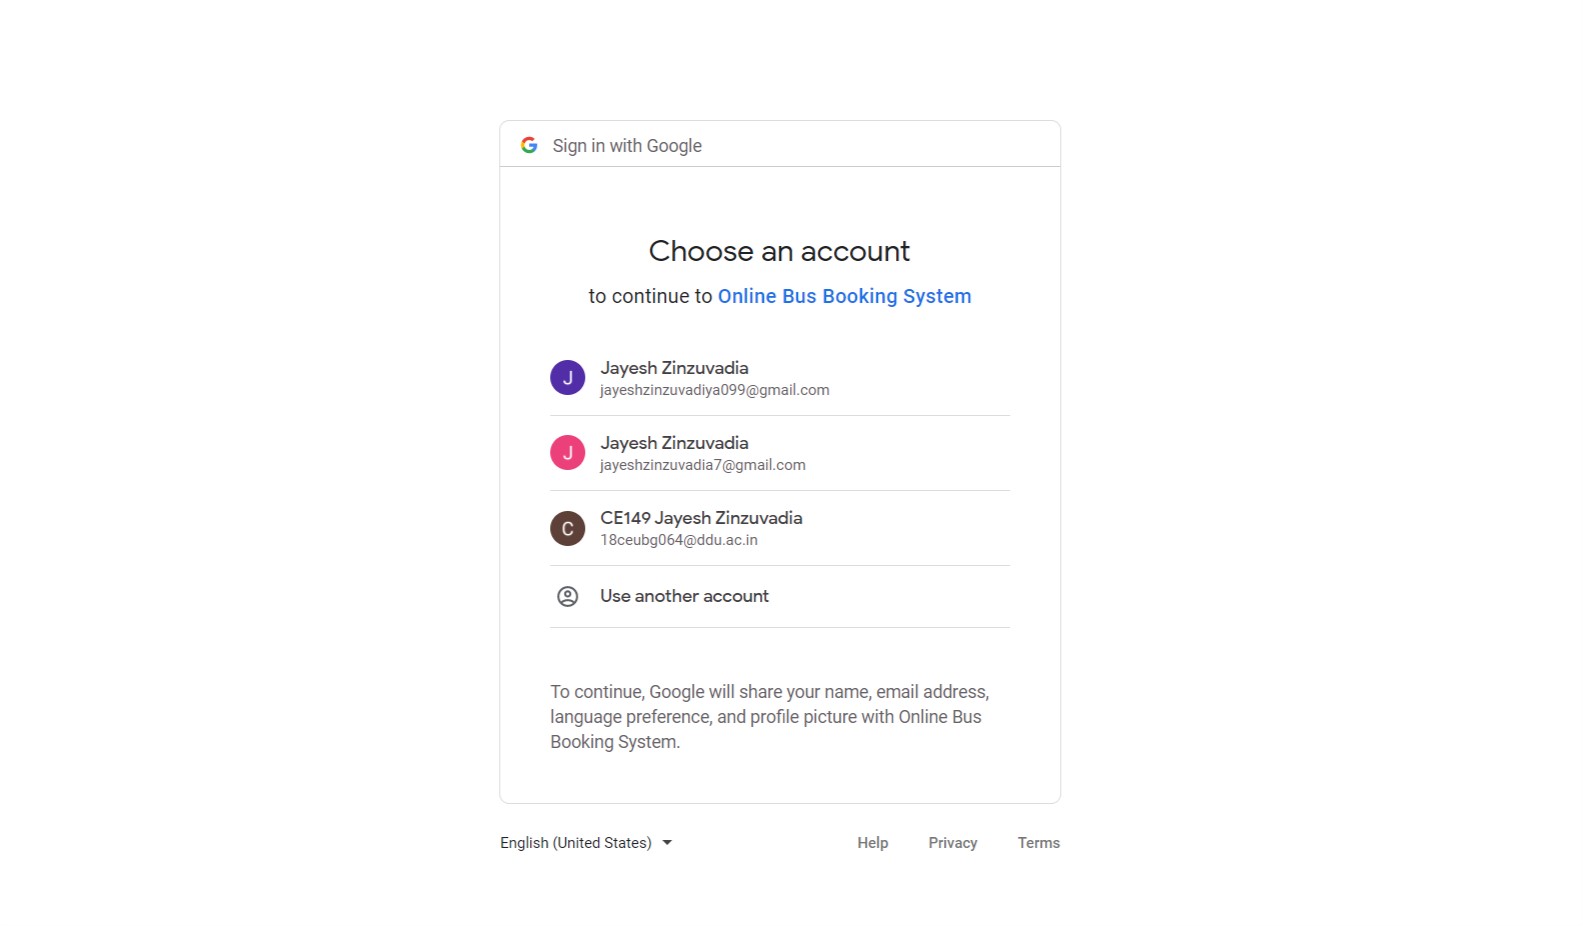 Sign in with Google
Choose an account
to continue to Online Bus Booking System
J
Jayesh Zinzuvadia
jayeshzinzuvadiya099@gmail.com
J
Jayesh Zinzuvadia
jayeshzinzuvadia7@gmail.com
C
CE149 Jayesh Zinzuvadia
18ceubg064@ddu.ac.in
Use another account
To continue, Google will share your name, email address,
language preference, and profile picture with Online Bus
Booking System.
English (United States) Help Privacy Terms